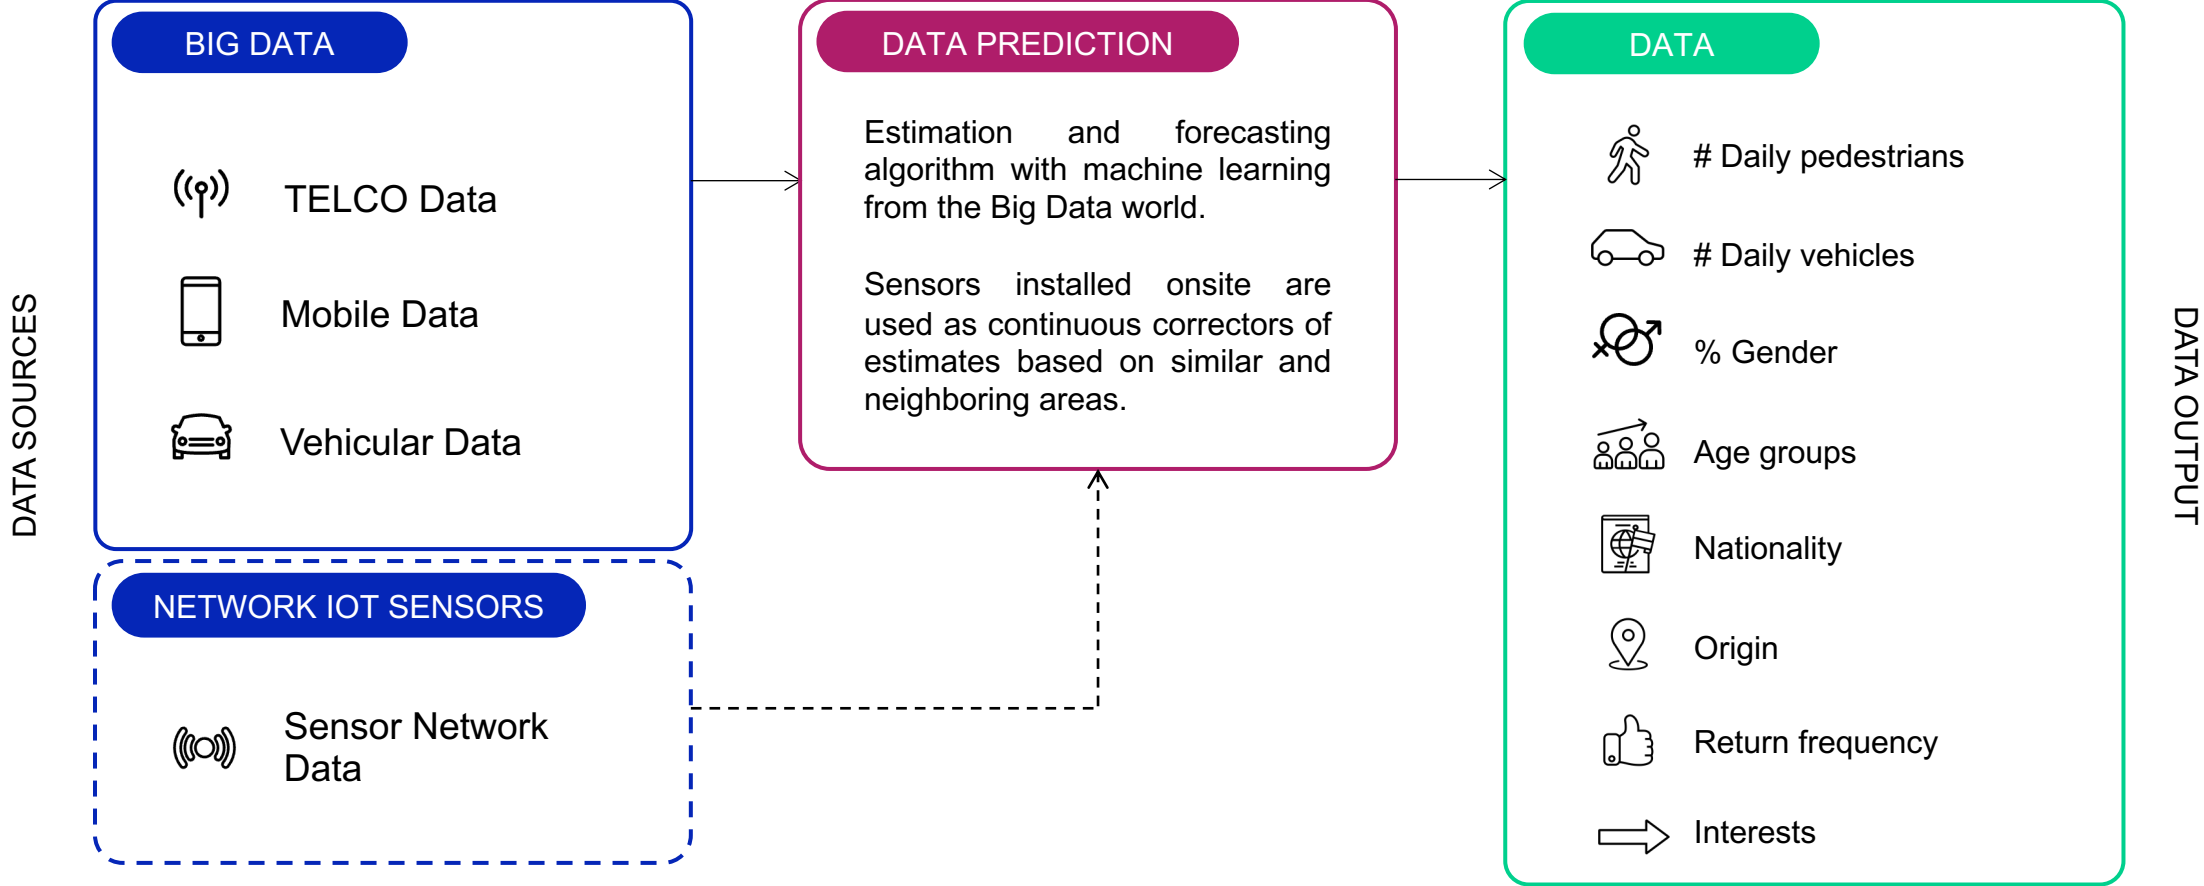 DATA SOURCES
BIG DATA
TELCO Data
Mobile Data
Vehicular Data
NETWORK IOT SENSORS
Sensor Network
Data
DATA PREDICTION
Estimation and forecasting
algorithm with machine learning
from the Big Data world.
Sensors installed onsite are
used as continuous correctors of
estimates based on similar and
neighboring areas.
DATA
# Daily pedestrians
# Daily vehicles
% Gender
Age groups
Nationality
Origin
Return frequency
Interests
DATA OUTPUT